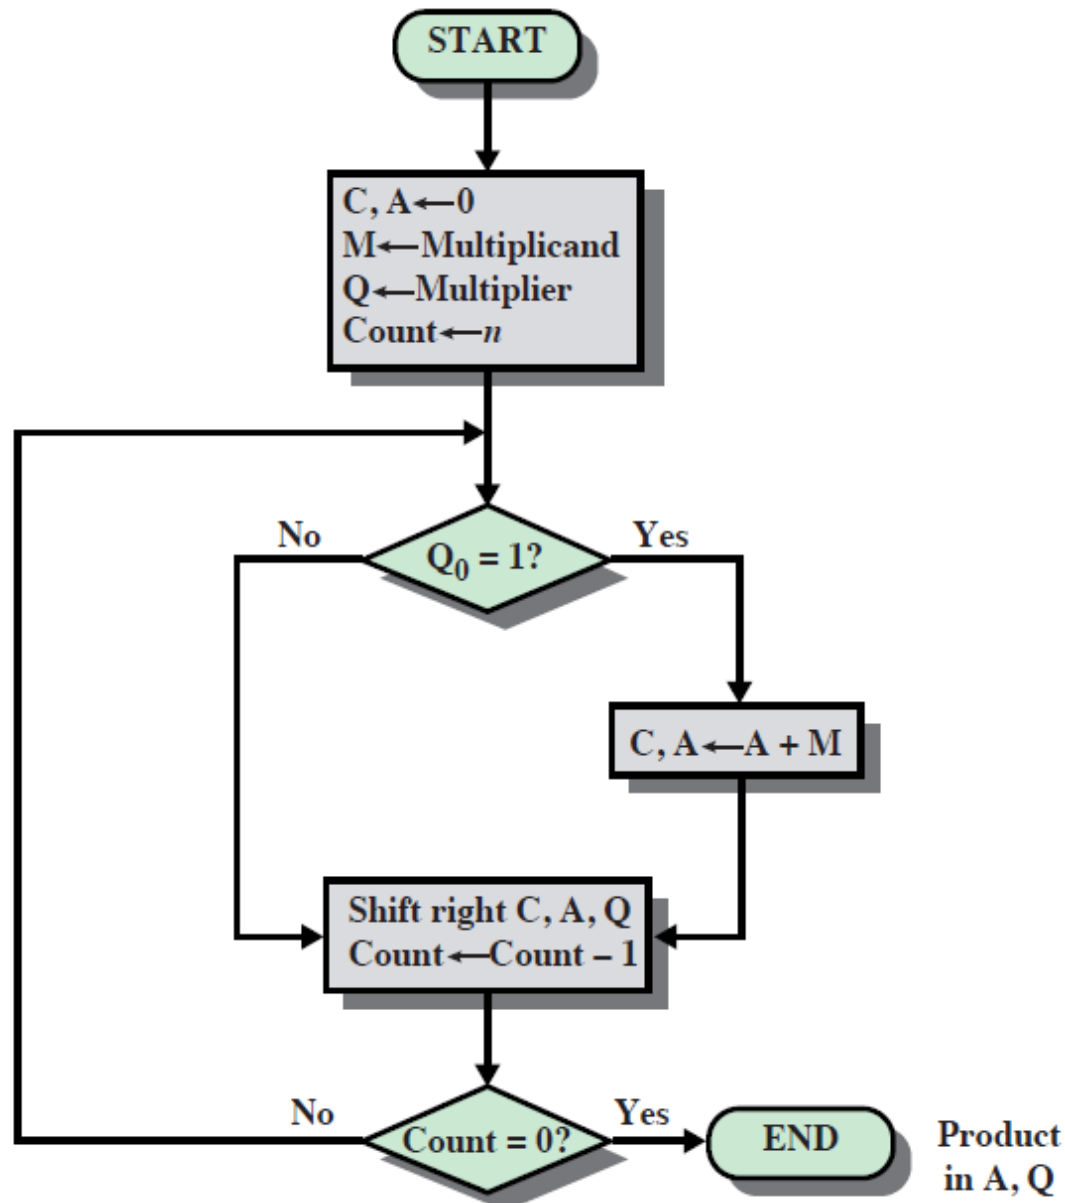 START
C, A←0
M←Multiplicand
Q←Multiplier
Count←n
No
Yes
Q₀ = 1?
C, A←A + M
Shift right C, A, Q
Count←Count – 1
No
Yes
Count = 0?
END
Product
in A, Q